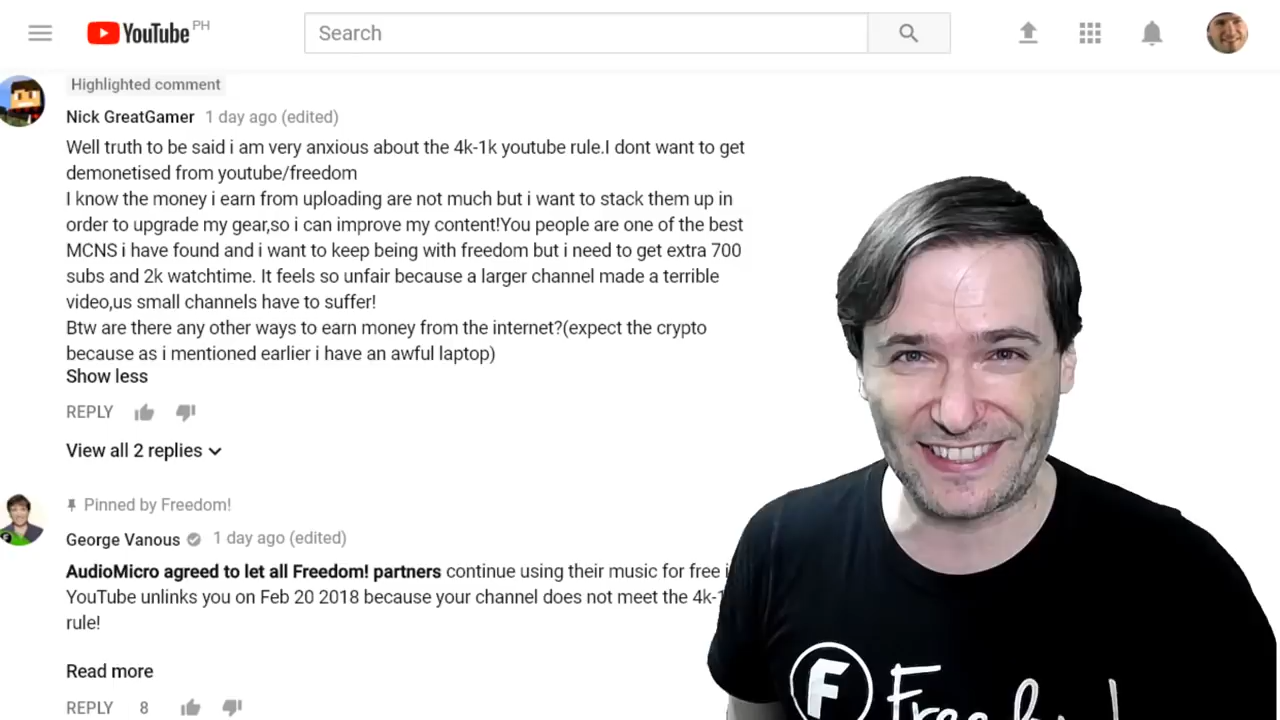 YouTube PH
Search
Highlighted comment
Nick GreatGamer 1 day ago (edited)
Well truth to be said i am very anxious about the 4k-1k youtube rule.I dont want to get
demonetised from youtube/freedom
I know the money i earn from uploading are not much but i want to stack them up in
order to upgrade my gear,so i can improve my content!You people are one of the best
MCNS i have found and i want to keep being with freedom but i need to get extra 700
subs and 2k watchtime. It feels so unfair because a larger channel made a terrible
video,us small channels have to suffer!
Btw are there any other ways to earn money from the internet?(expect the crypto
because as i mentioned earlier i have an awful laptop)
Show less
REPLY
View all 2 replies
Pinned by Freedom!
George Vanous 1 day ago (edited)
AudioMicro agreed to let all Freedom! partners continue using their music for free
YouTube unlinks you on Feb 20 2018 because your channel does not meet the
rule!
Read more
REPLY 8
F